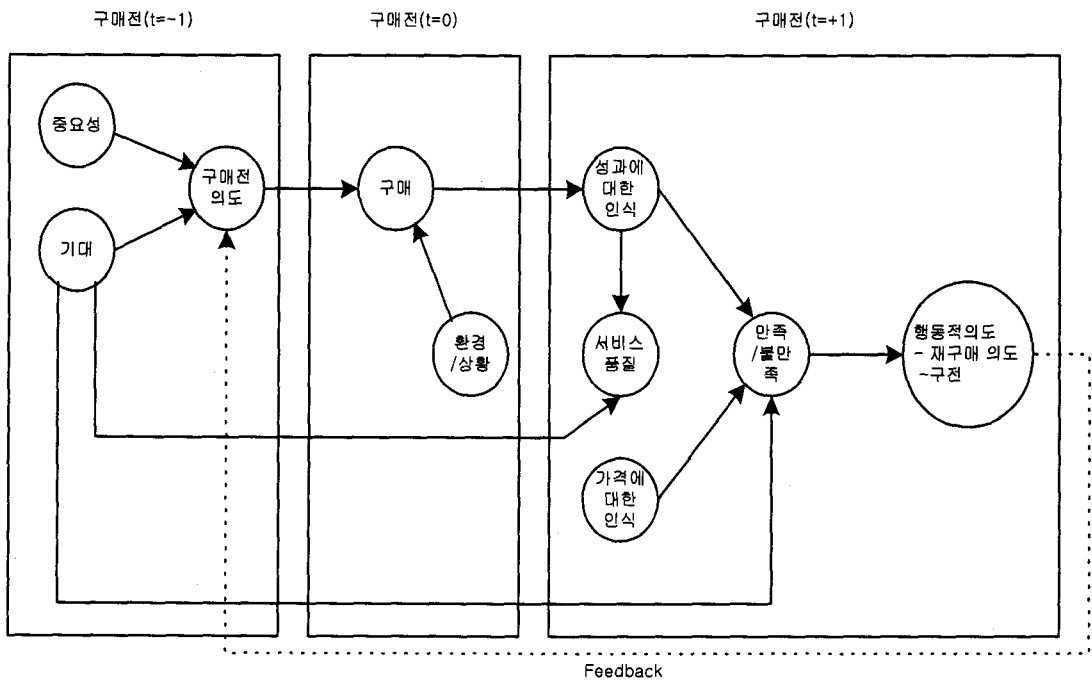 구매전(t=-1)
구매전(t=0)
구매전(t=+1)
중요성
기대
구매전
의도
구매
환경
/상황
성과에
대한
인식
서비스
품질
가격에
대한
인식
만족
/불만
족
행동적의도
- 재구매 의도
~구전
Feedback